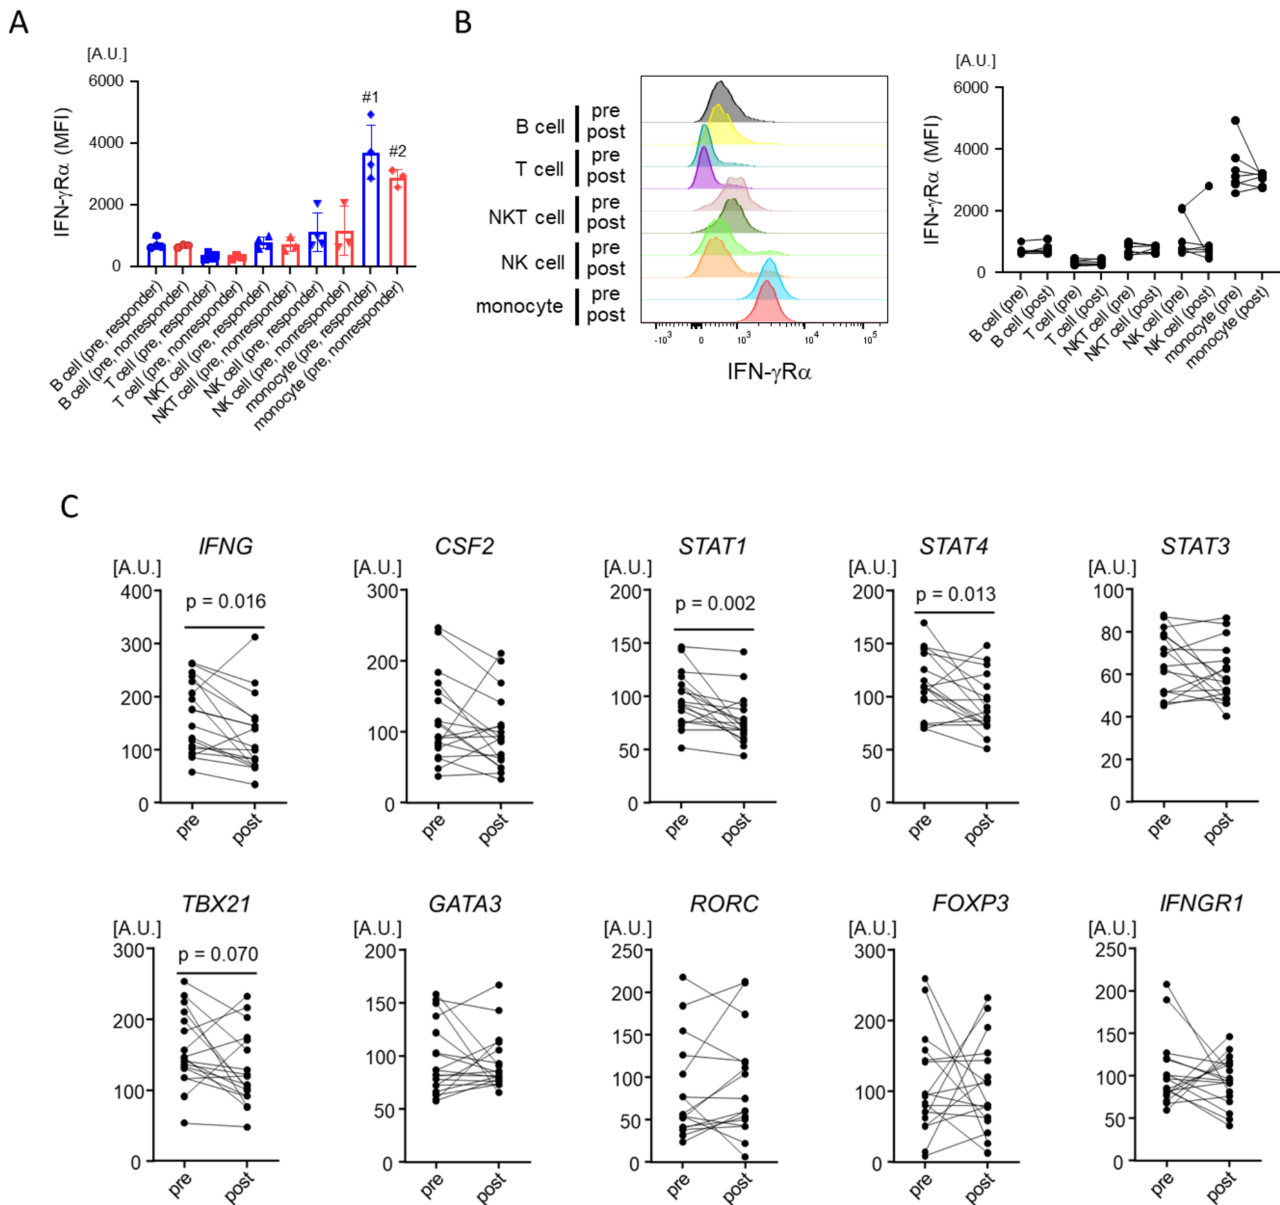 A
[A.U.]
IFN-γRα (MFI)
6000
4000
2000
0
#1
#2
B cell (pre, responder)
B cell (pre, nonresponder)
T cell (pre, responder)
T cell (pre, nonresponder)
NKT cell (pre, responder)
NKT cell (pre, nonresponder)
NK cell (pre, responder)
NK cell (pre, nonresponder)
monocyte (pre, responder)
monocyte (pre, nonresponder)
B
B cell
pre
post
T cell
pre
post
NKT cell
pre
post
NK cell
pre
post
monocyte
pre
post
-10³ 0 10³ 10⁴ 10⁵
IFN-γRα
[A.U.]
IFN-γRα (MFI)
6000
4000
2000
0
B cell (pre)
B cell (post)
T cell (pre)
T cell (post)
NKT cell (pre)
NKT cell (post)
NK cell (pre)
NK cell (post)
monocyte (pre)
monocyte (post)
C
IFNG
[A.U.]
p = 0.016
400
300
200
100
0
pre post
CSF2
[A.U.]
300
200
100
0
pre post
STAT1
[A.U.]
p = 0.002
200
150
100
50
0
pre post
STAT4
[A.U.]
p = 0.013
200
150
100
50
0
pre post
STAT3
[A.U.]
100
80
60
40
20
0
pre post
TBX21
[A.U.]
p = 0.070
300
200
100
0
pre post
GATA3
[A.U.]
200
150
100
50
0
pre post
RORC
[A.U.]
250
200
150
100
50
0
pre post
FOXP3
[A.U.]
300
200
100
0
pre post
IFNGR1
[A.U.]
250
200
150
100
50
0
pre post